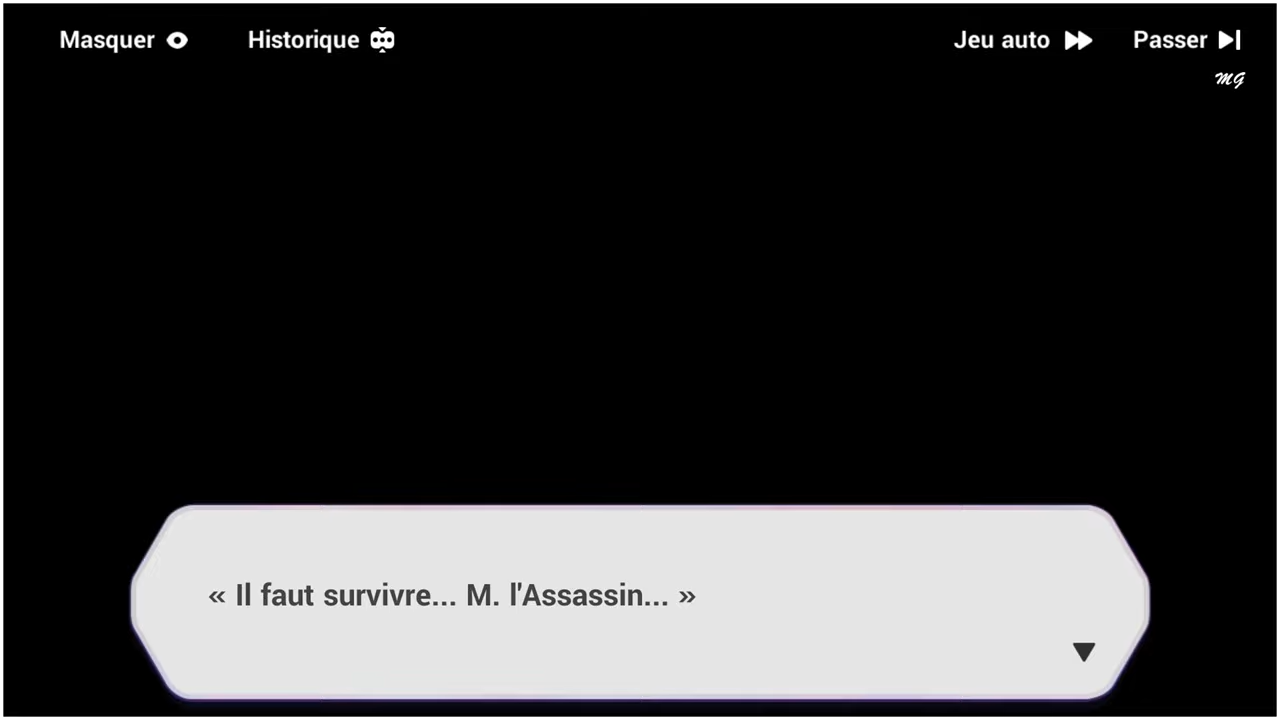 Masquer
Historique
Jeu auto
Passer
MG
« Il faut survivre... M. l'Assassin... »